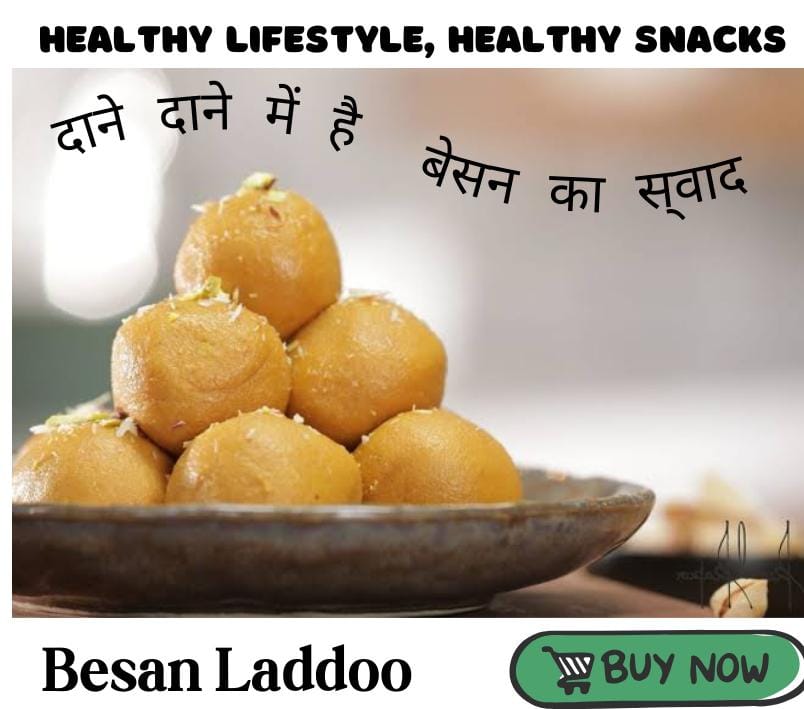 HEALTHY LIFESTYLE, HEALTHY SNACKS
दाने दाने में है बेसन का स्वाद
Besan Laddoo
BUY NOW